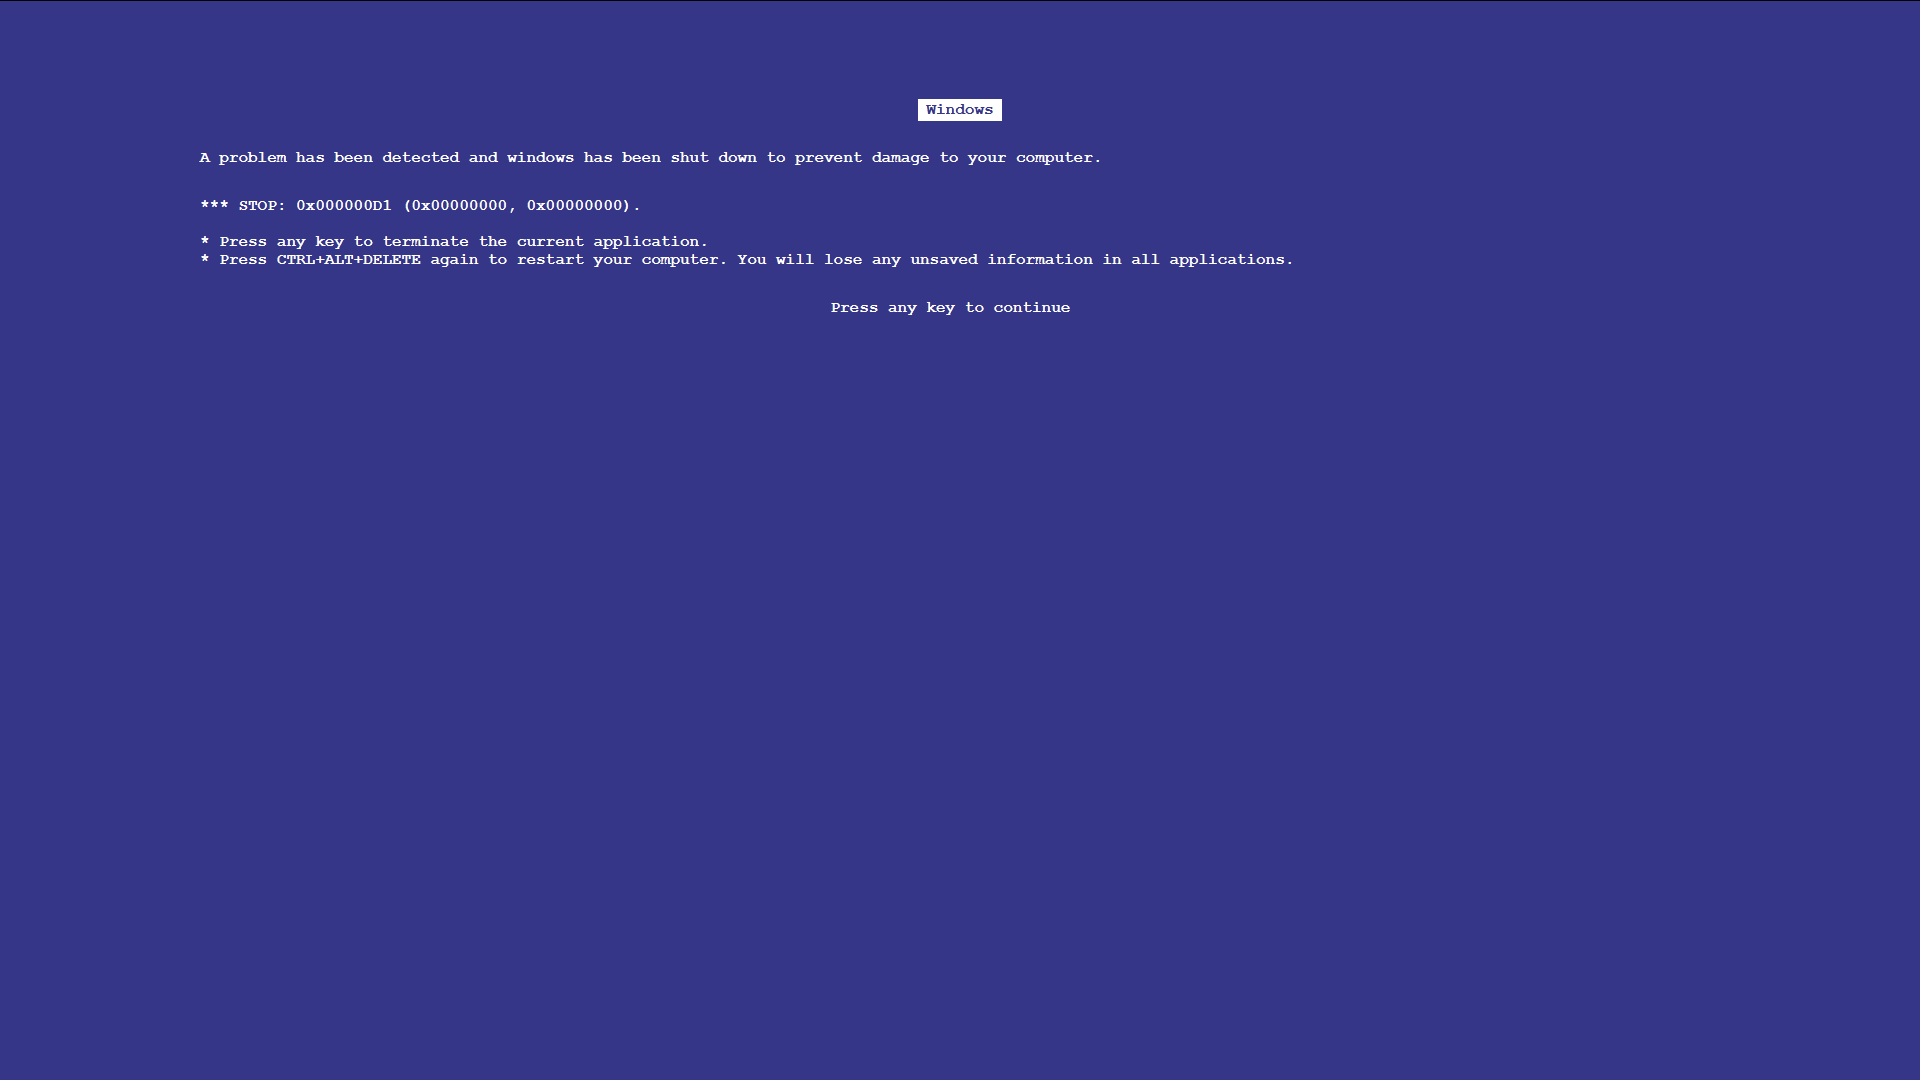 Windows
A problem has been detected and windows has been shut down to prevent damage to your computer.
*** STOP: 0x000000D1 (0x00000000, 0x00000000).
* Press any key to terminate the current application.
* Press CTRL+ALT+DELETE again to restart your computer. You will lose any unsaved information in all applications.
Press any key to continue